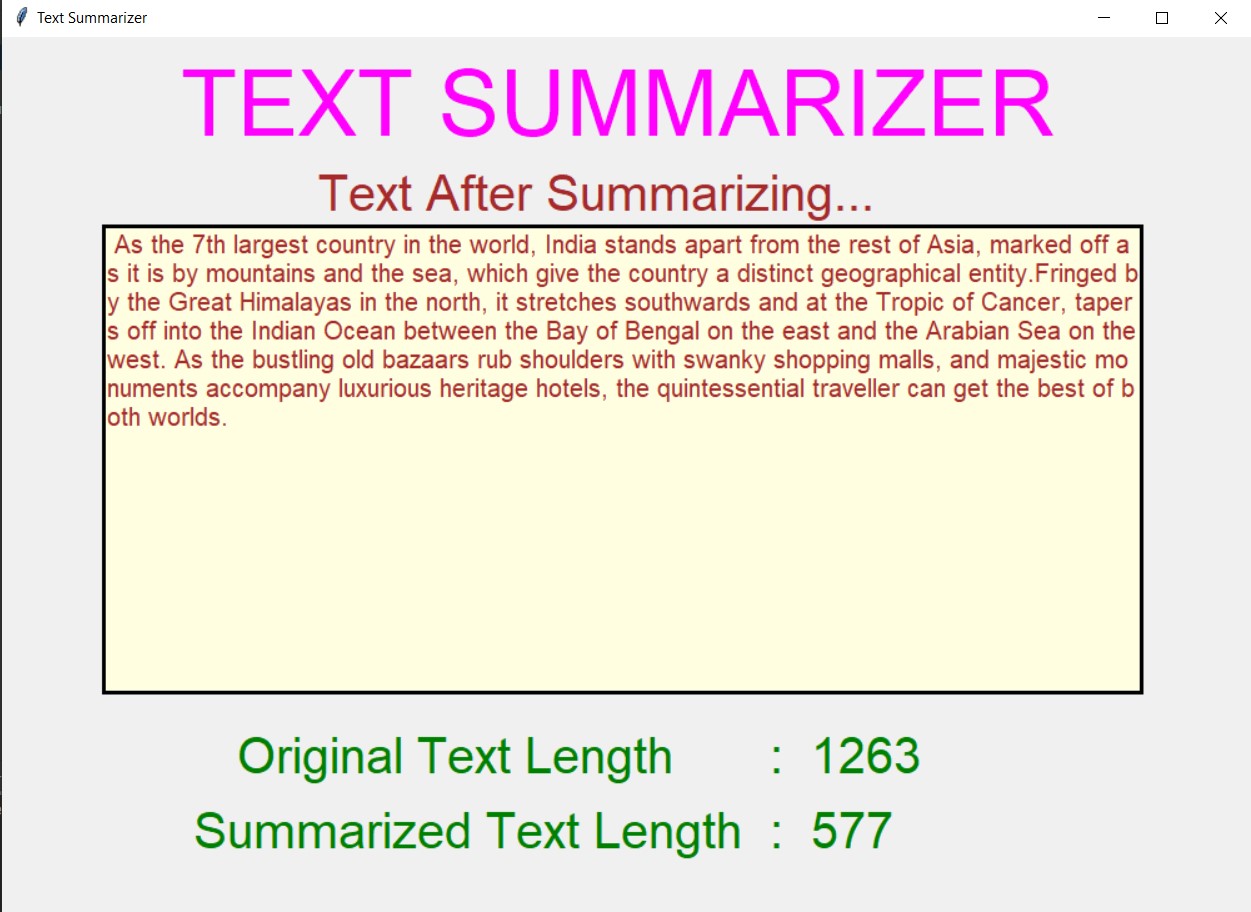 Text Summarizer
TEXT SUMMARIZER
Text After Summarizing...
As the 7th largest country in the world, India stands apart from the rest of Asia, marked off a
s it is by mountains and the sea, which give the country a distinct geographical entity.Fringed b
y the Great Himalayas in the north, it stretches southwards and at the Tropic of Cancer, taper
s off into the Indian Ocean between the Bay of Bengal on the east and the Arabian Sea on the
west. As the bustling old bazaars rub shoulders with swanky shopping malls, and majestic mo
numents accompany luxurious heritage hotels, the quintessential traveller can get the best of b
oth worlds.
Original Text Length : 1263
Summarized Text Length : 577